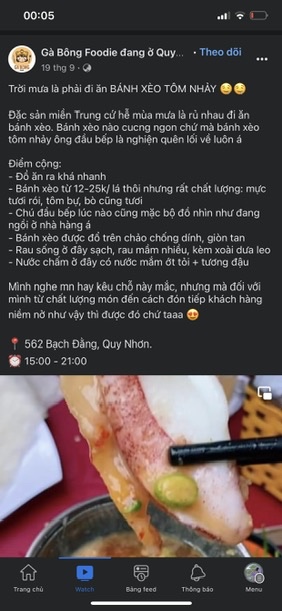 00:05
Gà Bông Foodie đang ở Quy... · Theo dõi
19 thg 9 ·
Trời mưa là phải đi ăn BÁNH XÈO TÔM NHẢY 😆😆
Đặc sản miền Trung cứ hễ mùa mưa là rủ nhau đi ăn
bánh xèo. Bánh xèo nào cucng ngon chứ mà bánh xèo
tôm nhảy ông đầu bếp là nghiện quên lối về luôn á
Điểm cộng:
- Đồ ăn ra khá nhanh
- Bánh xèo từ 12-25k/ lá thôi nhưng rất chất lượng: mực
tươi rói, tôm bự, bò cũng tươi
- Chú đầu bếp lúc nào cũng mặc bộ đồ nhìn như đang
ngồi ở nhà hàng á
- Bánh xèo được đổ trên chảo chống dính, giòn tan
- Rau sống ở đây sạch, rau mầm nhiều, kèm xoài dưa leo
- Nước chấm ở đây có nước mắm ớt tỏi + tương đậu
Mình nghe mn hay kêu chỗ này mắc, nhưng mà đối với
mình từ chất lượng món đến cách đón tiếp khách hàng
niềm nở như vậy thì được đó chứ taaa 😍
📍 562 Bạch Đằng, Quy Nhơn.
⏰ 15:00 - 21:00
Trang chủ
Watch
Bảng feed
Thông báo
Menu